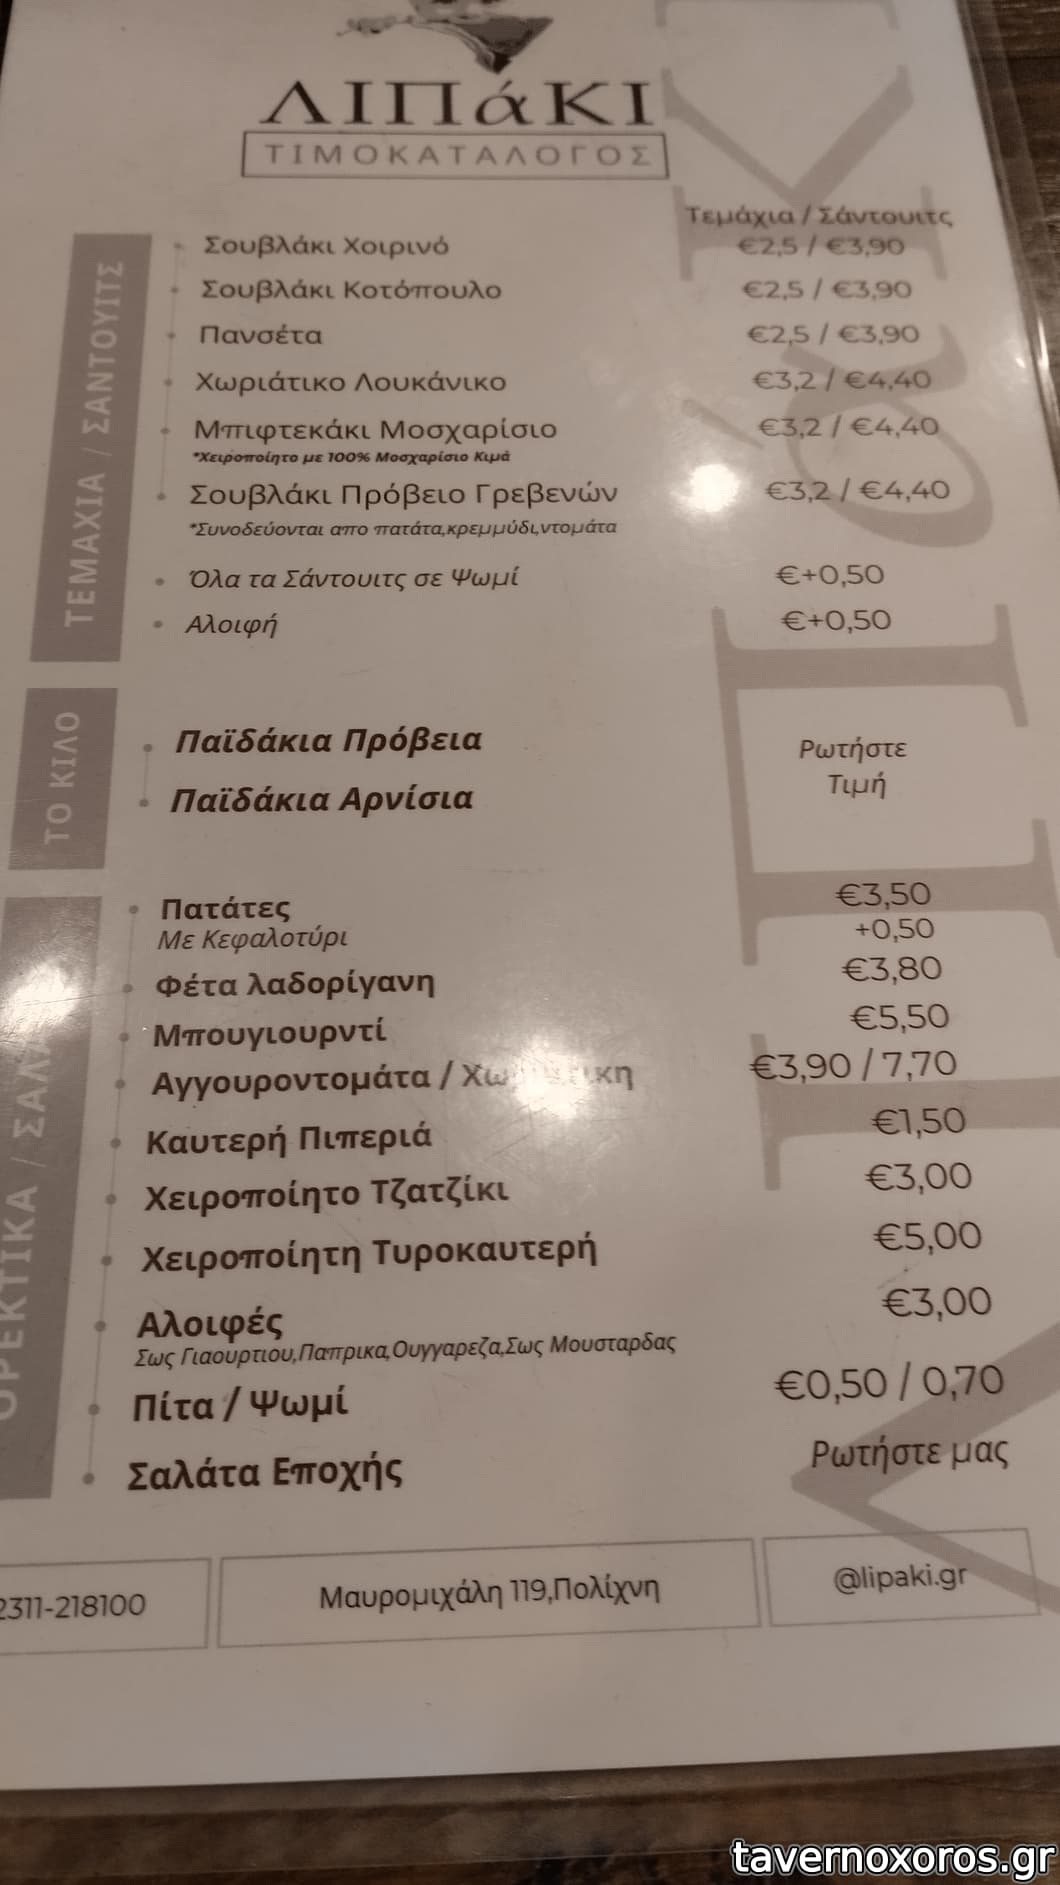 ΛΙΠάΚΙ
ΤΙΜΟΚΑΤΑΛΟΓΟΣ
Τεμάχια / Σάντουιτς
ΤΕΜΑΧΙΑ / ΣΑΝΤΟΥΙΤΣ
Σουβλάκι Χοιρινό €2,5 / €3,90
Σουβλάκι Κοτόπουλο €2,5 / €3,90
Πανσέτα €2,5 / €3,90
Χωριάτικο Λουκάνικο €3,2 / €4,40
Μπιφτεκάκι Μοσχαρίσιο €3,2 / €4,40
*Χειροποίητο με 100% Μοσχαρίσιο Κιμά
Σουβλάκι Πρόβειο Γρεβενών €3,2 / €4,40
*Συνοδεύονται απο πατάτα,κρεμμύδι,ντομάτα
Όλα τα Σάντουιτς σε Ψωμί €+0,50
Αλοιφή €+0,50
ΤΟ ΚΙΛΟ
Παϊδάκια Πρόβεια
Παϊδάκια Αρνίσια
Ρωτήστε
Τιμή
ΟΡΕΚΤΙΚΑ /
Πατάτες €3,50
Με Κεφαλοτύρι +0,50
Φέτα λαδορίγανη €3,80
Μπουγιουρντί €5,50
Αγγουροντομάτα / €3,90 / 7,70
Καυτερή Πιπεριά €1,50
Χειροποίητο Τζατζίκι €3,00
Χειροποίητη Τυροκαυτερή €5,00
Αλοιφές €3,00
Σως Γιαουρτιου,Παπρικα,Ουγγαρεζα,Σως Μουσταρδας
Πίτα / Ψωμί €0,50 / 0,70
Σαλάτα Εποχής Ρωτήστε μας
2311-218100
Μαυρομιχάλη 119,Πολίχνη
@lipaki.gr
tavernoxoros.gr